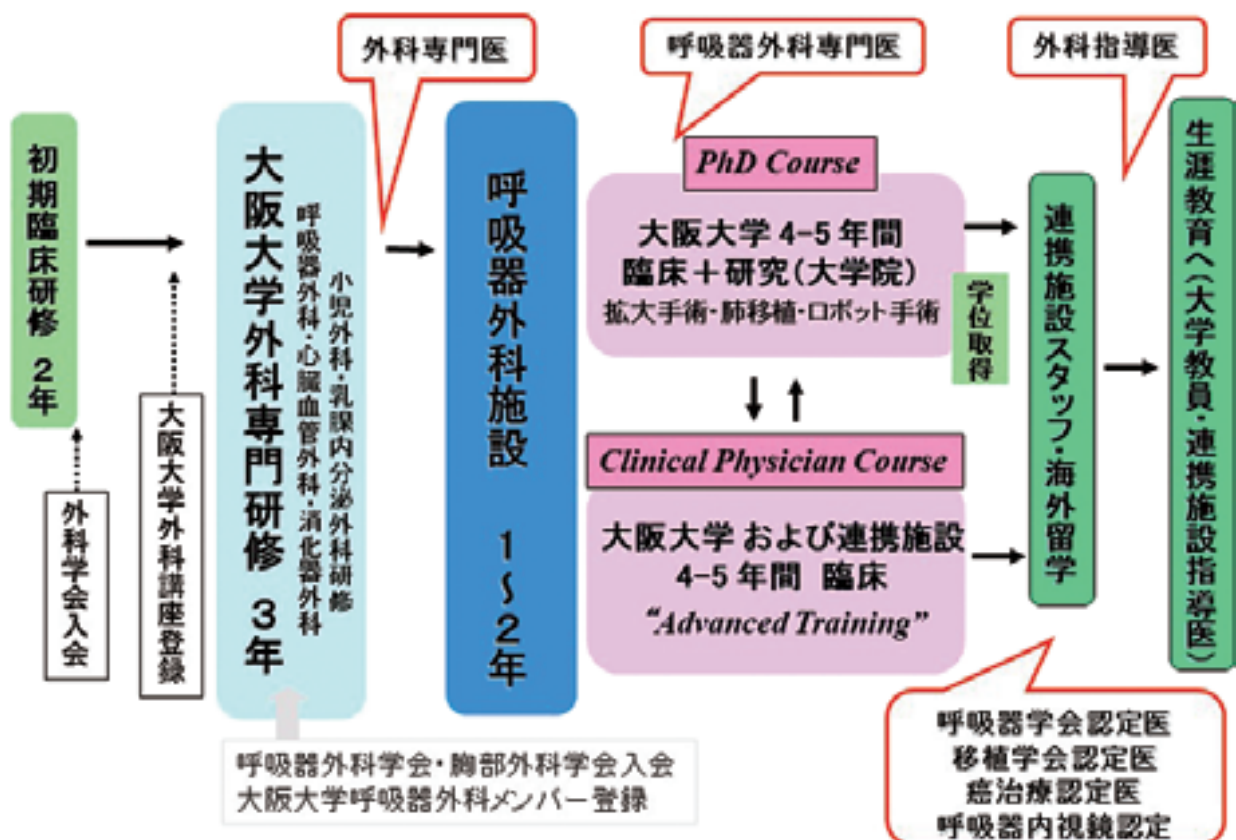 外科専門医
呼吸器外科専門医
外科指導医
初期臨床研修 2年
外科学会入会
大阪大学外科講座登録
大阪大学外科専門研修 3年
呼吸器外科・心臓血管外科・消化器外科
小児外科・乳腺内分泌外科研修
呼吸器外科学会・胸部外科学会入会
大阪大学呼吸器外科メンバー登録
呼吸器外科施設 1~2年
PhD Course
大阪大学 4-5 年間
臨床+研究(大学院)
拡大手術・肺移植・ロボット手術
学位取得
Clinical Physician Course
大阪大学 および連携施設
4-5 年間 臨床
“Advanced Training”
連携施設スタッフ・海外留学
生涯教育へ(大学教員・連携施設指導医)
呼吸器学会認定医
移植学会認定医
癌治療認定医
呼吸器内視鏡認定